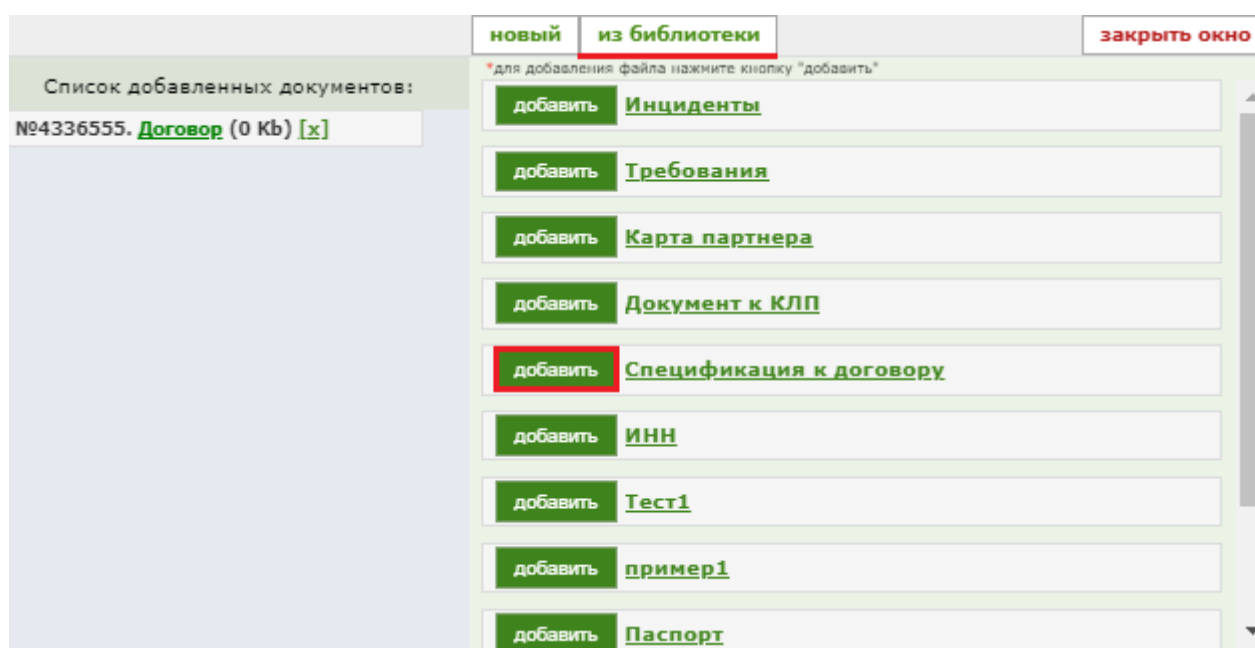 новый из библиотеки закрыть окно
Список добавленных документов:
№4336555. Договор (0 Kb) [x]
*для добавления файла нажмите кнопку "добавить"
добавить Инциденты
добавить Требования
добавить Карта партнера
добавить Документ к КЛП
добавить Спецификация к договору
добавить ИНН
добавить Тест1
добавить пример1
добавить Паспорт